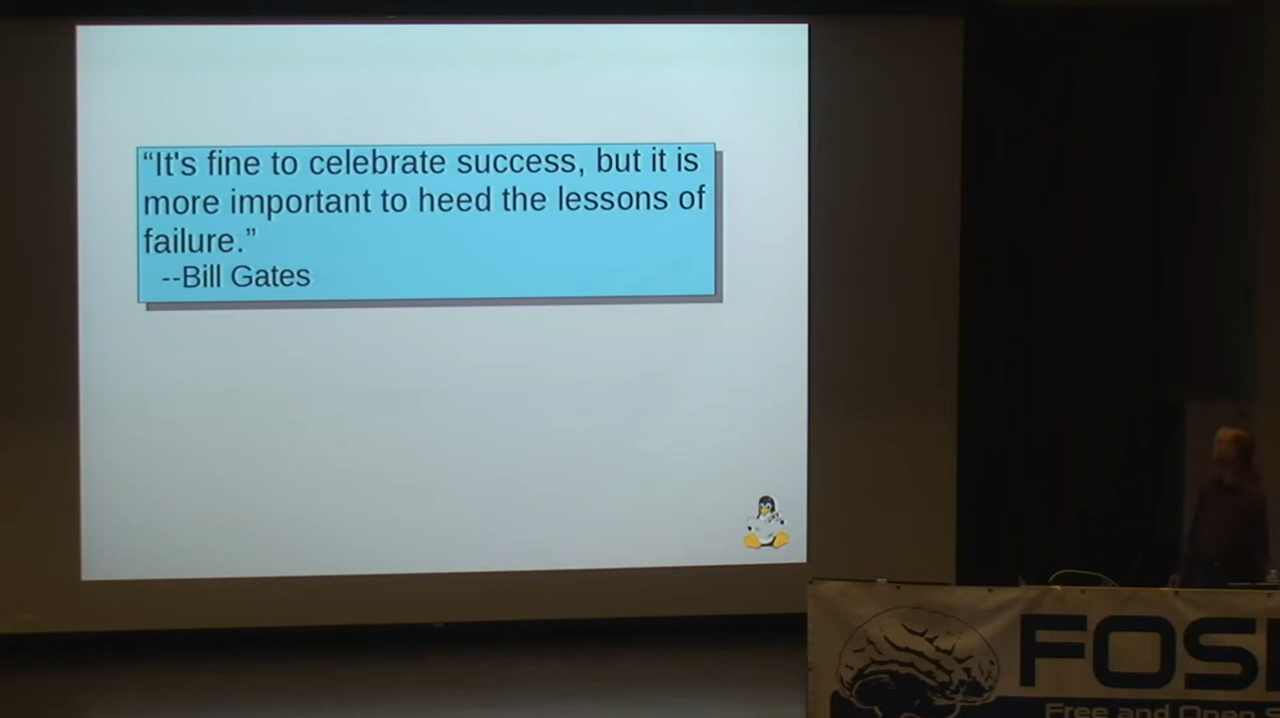 “It's fine to celebrate success, but it is
more important to heed the lessons of
failure.”
--Bill Gates
FOSI
Free and Open S